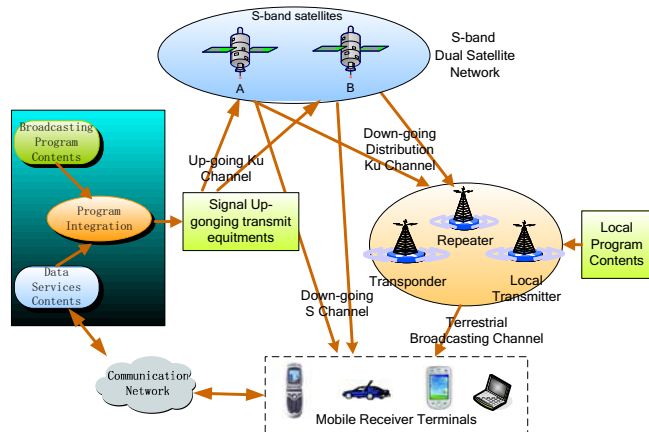 S-band satellites
A
B
S-band
Dual Satellite
Network
Broadcasting
Program
Contents
Program
Integration
Data
Services
Contents
Up-going Ku
Channel
Signal Up-
gonging transmit
equitments
Down-going
Distribution
Ku Channel
Repeater
Transponder
Local
Transmitter
Local
Program
Contents
Down-going
S Channel
Terrestrial
Broadcasting Channel
Communication
Network
Mobile Receiver Terminals